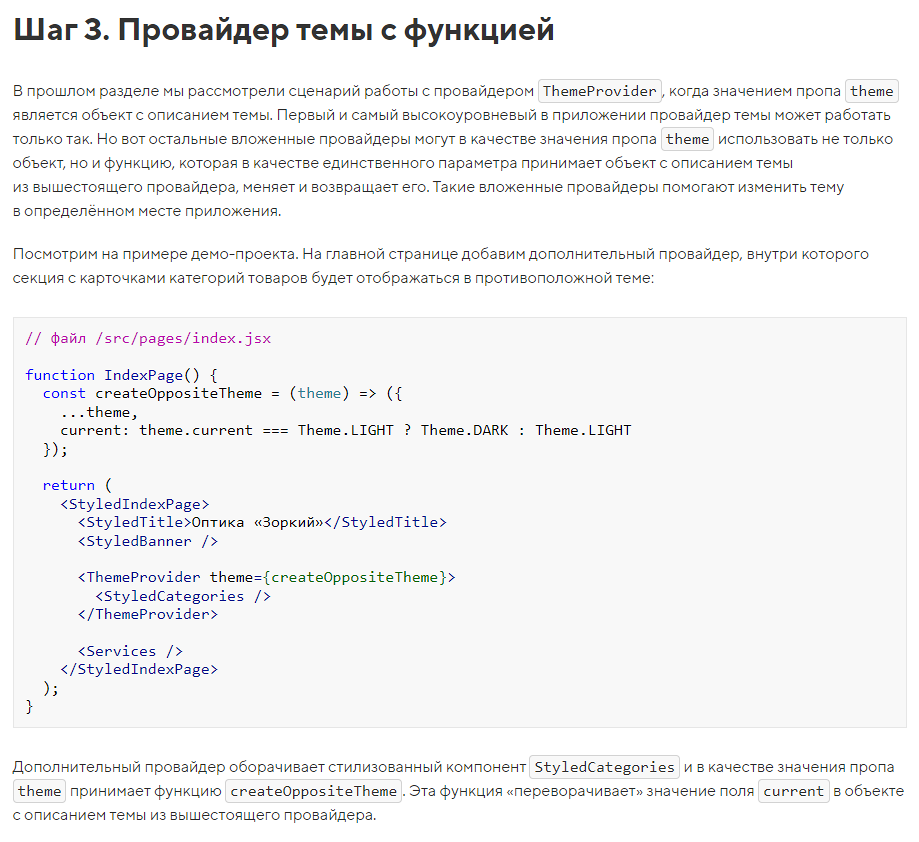 Шаг 3. Провайдер темы с функцией
В прошлом разделе мы рассмотрели сценарий работы с провайдером ThemeProvider, когда значением пропа theme
является объект с описанием темы. Первый и самый высокоуровневый в приложении провайдер темы может работать
только так. Но вот остальные вложенные провайдеры могут в качестве значения пропа theme использовать не только
объект, но и функцию, которая в качестве единственного параметра принимает объект с описанием темы
из вышестоящего провайдера, меняет и возвращает его. Такие вложенные провайдеры помогают изменить тему
в определённом месте приложения.
Посмотрим на примере демо-проекта. На главной странице добавим дополнительный провайдер, внутри которого
секция с карточками категорий товаров будет отображаться в противоположной теме:
// файл /src/pages/index.jsx
function IndexPage() {
  const createOppositeTheme = (theme) => ({
    ...theme,
    current: theme.current === Theme.LIGHT ? Theme.DARK : Theme.LIGHT
  });
  return (
    <StyledIndexPage>
      <StyledTitle>Оптика «Зоркий»</StyledTitle>
      <StyledBanner />
      <ThemeProvider theme={createOppositeTheme}>
        <StyledCategories />
      </ThemeProvider>
      <Services />
    </StyledIndexPage>
  );
}
Дополнительный провайдер оборачивает стилизованный компонент StyledCategories и в качестве значения пропа
theme принимает функцию createOppositeTheme. Эта функция «переворачивает» значение поля current в объекте
с описанием темы из вышестоящего провайдера.